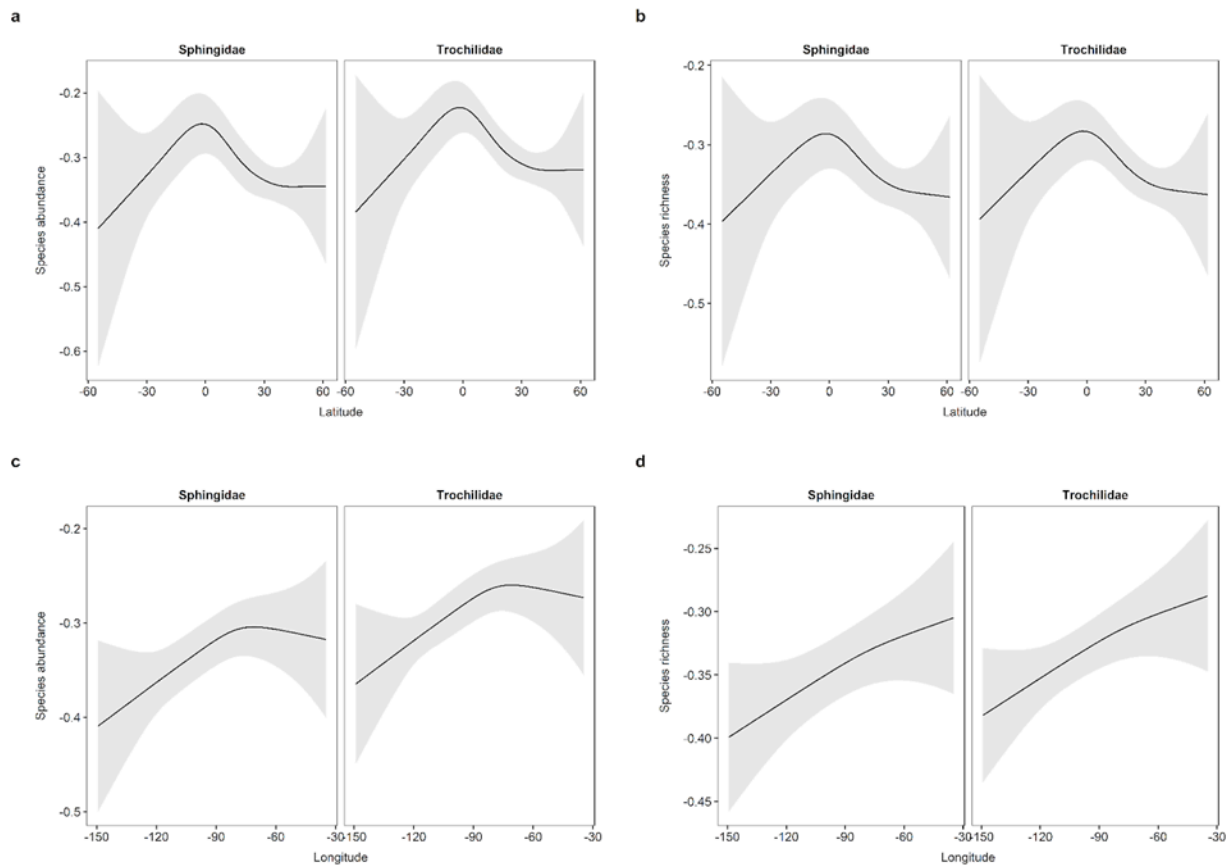 a
b
Sphingidae
Trochilidae
Sphingidae
Trochilidae
Species abundance
-0.2
-0.3
-0.4
-0.5
-0.6
-60
-30
0
30
60
-60
-30
0
30
60
Latitude
Species richness
-0.2
-0.3
-0.4
-0.5
-60
-30
0
30
60
-60
-30
0
30
60
Latitude
c
d
Sphingidae
Trochilidae
Sphingidae
Trochilidae
Species abundance
-0.2
-0.3
-0.4
-0.5
-150
-120
-90
-60
-30
-150
-120
-90
-60
-30
Longitude
Species richness
-0.25
-0.30
-0.35
-0.40
-0.45
-150
-120
-90
-60
-30
-150
-120
-90
-60
-30
Longitude